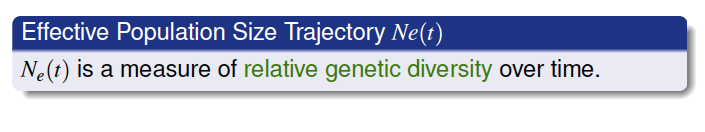 Effective Population Size Trajectory Ne(t)
Nₑ(t) is a measure of relative genetic diversity over time.